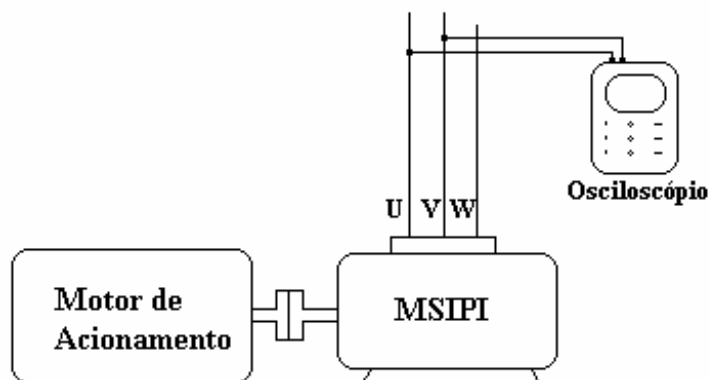 Osciloscópio
U V W
Motor de
Acionamento
MSIPI